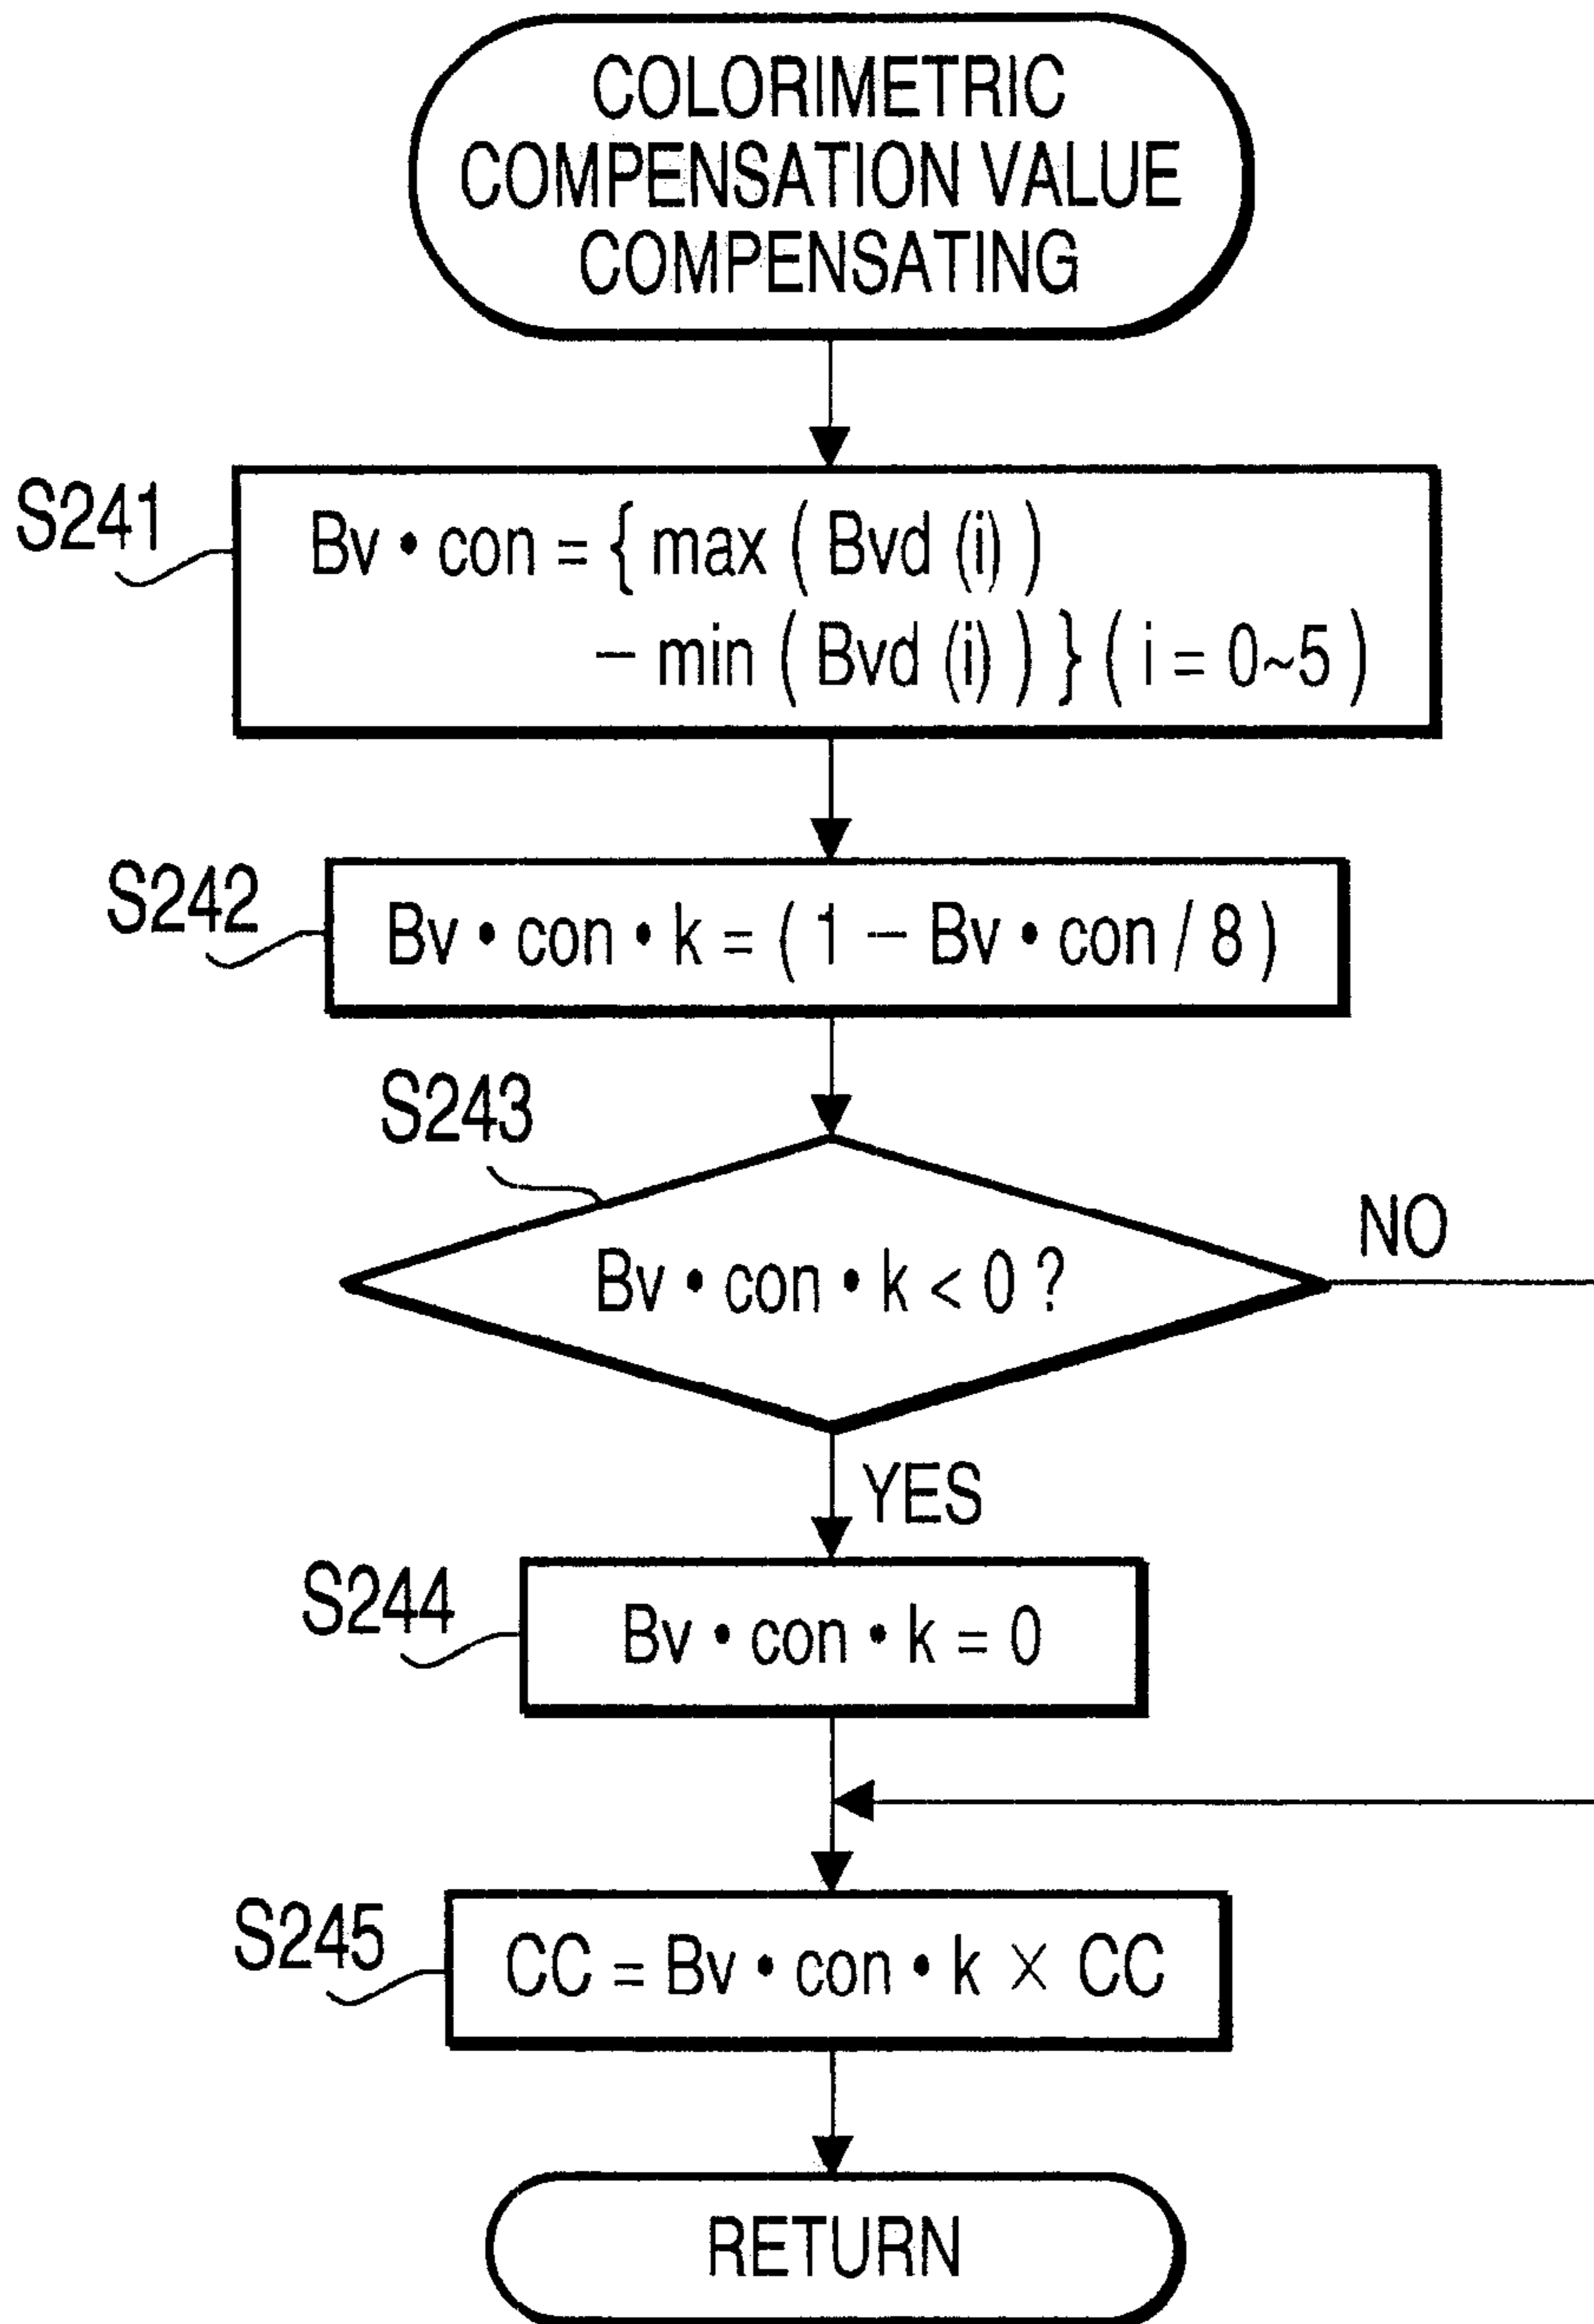 COLORIMETRIC
COMPENSATION VALUE
COMPENSATING
S241
Bv • con = { max ( Bvd (i) )
− min ( Bvd (i) ) } ( i = 0~5 )
S242
Bv • con • k = ( 1 − Bv • con / 8 )
S243
Bv • con • k < 0 ?
NO
YES
S244
Bv • con • k = 0
S245
CC = Bv • con • k × CC
RETURN